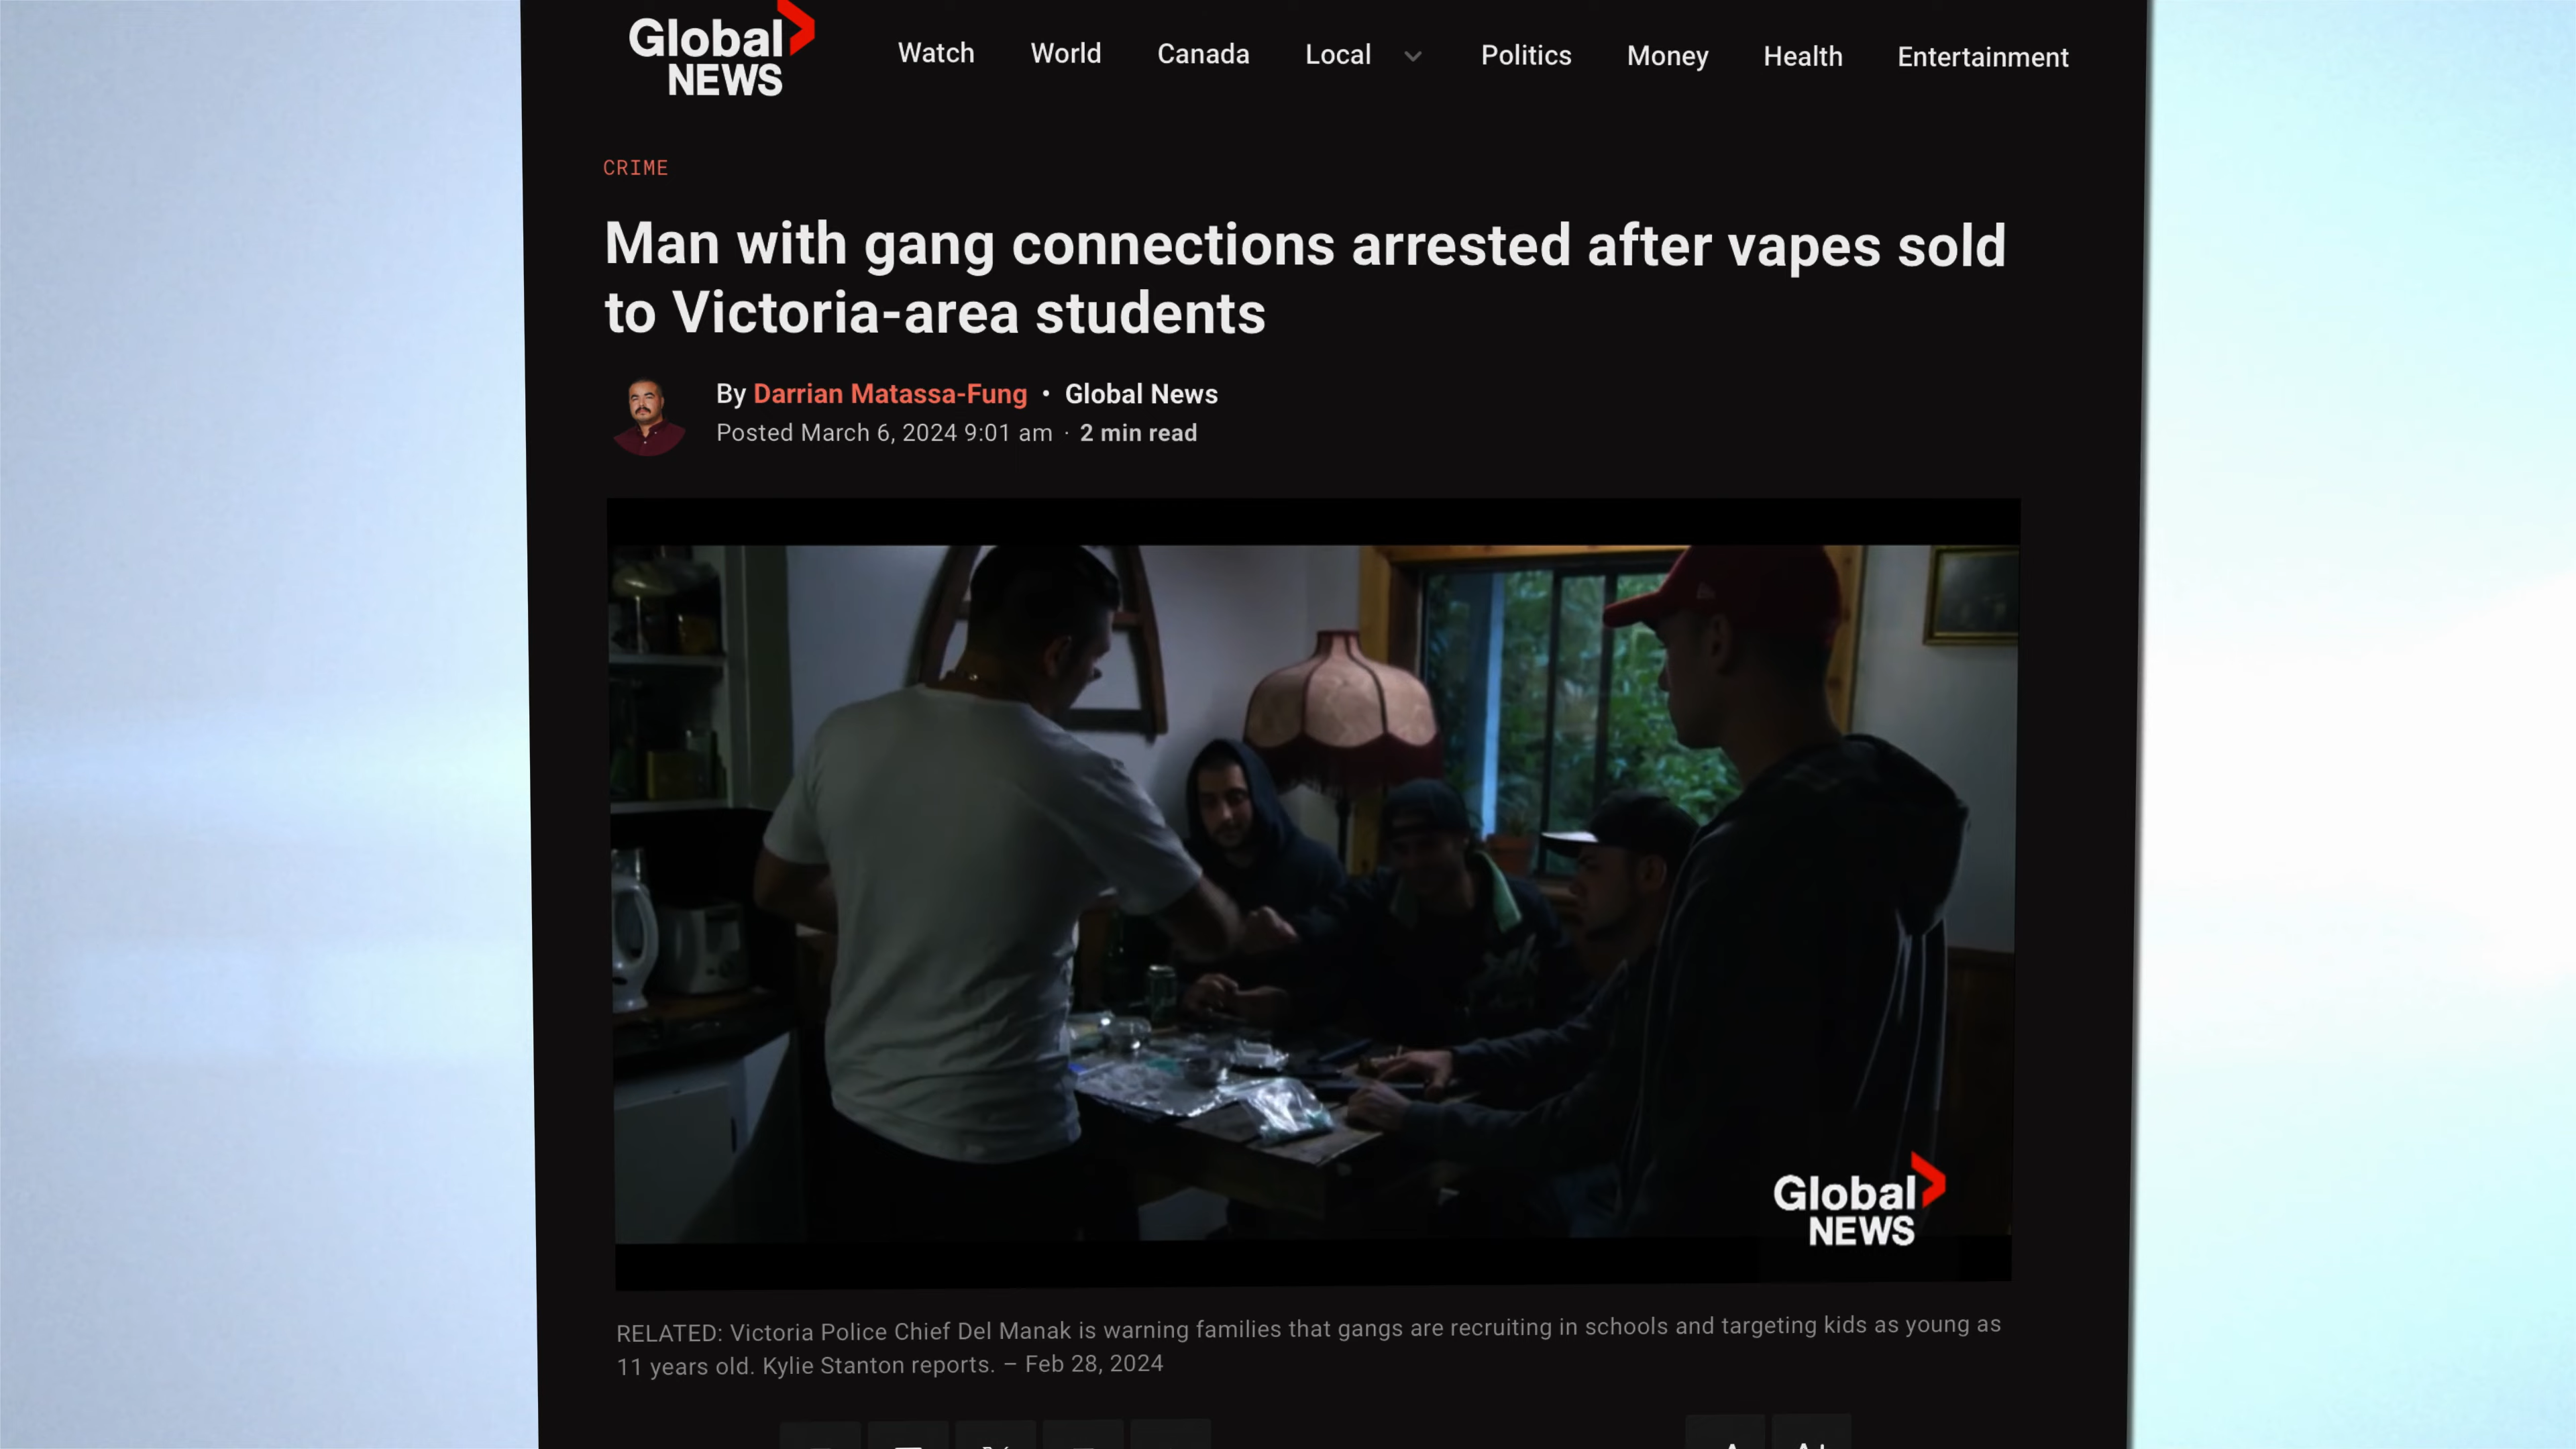 Global
NEWS
Watch World Canada Local Politics Money Health Entertainment
CRIME
Man with gang connections arrested after vapes sold
to Victoria-area students
By Darrian Matassa-Fung • Global News
Posted March 6, 2024 9:01 am · 2 min read
Global
NEWS
RELATED: Victoria Police Chief Del Manak is warning families that gangs are recruiting in schools and targeting kids as young as
11 years old. Kylie Stanton reports. – Feb 28, 2024